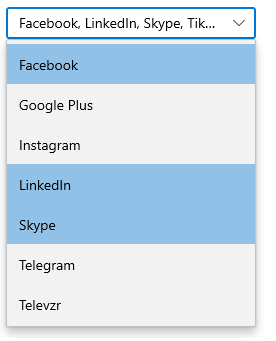 Facebook, LinkedIn, Skype, Tik...
Facebook
Google Plus
Instagram
LinkedIn
Skype
Telegram
Televzr